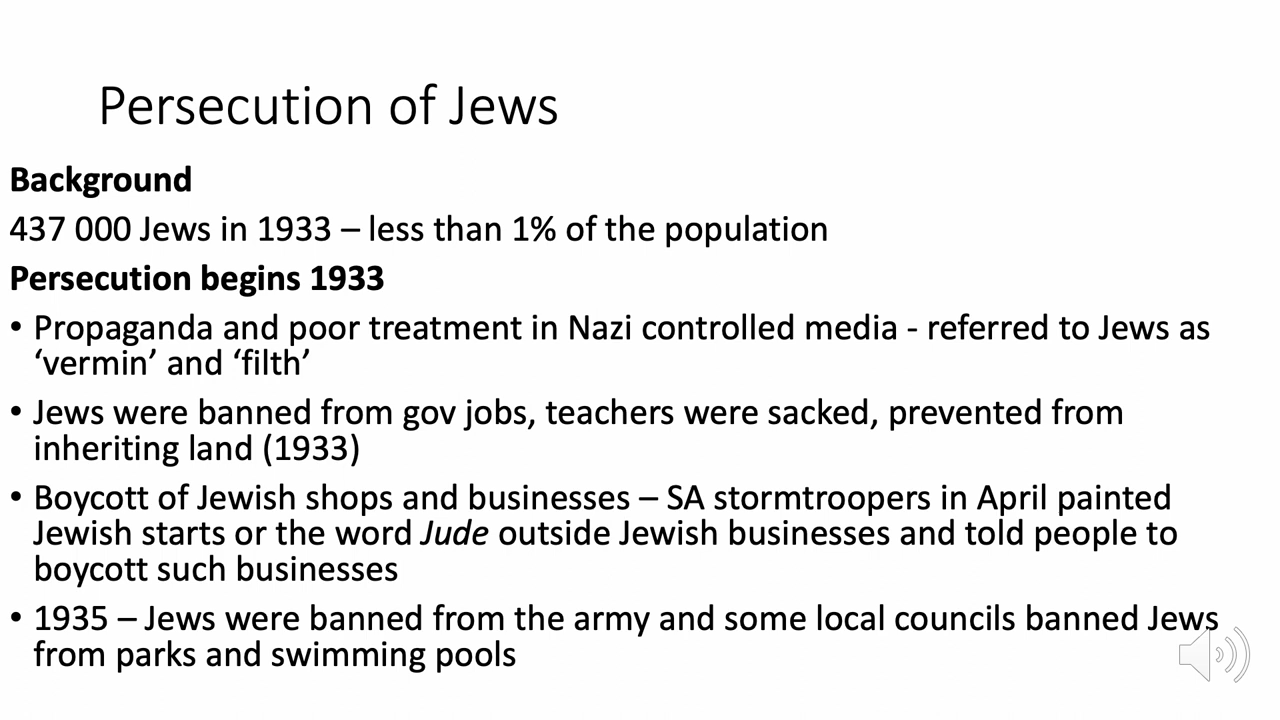 Persecution of Jews
Background
437 000 Jews in 1933 – less than 1% of the population
Persecution begins 1933
• Propaganda and poor treatment in Nazi controlled media - referred to Jews as
‘vermin’ and ‘filth’
• Jews were banned from gov jobs, teachers were sacked, prevented from
inheriting land (1933)
• Boycott of Jewish shops and businesses – SA stormtroopers in April painted
Jewish starts or the word Jude outside Jewish businesses and told people to
boycott such businesses
• 1935 – Jews were banned from the army and some local councils banned Jews
from parks and swimming pools